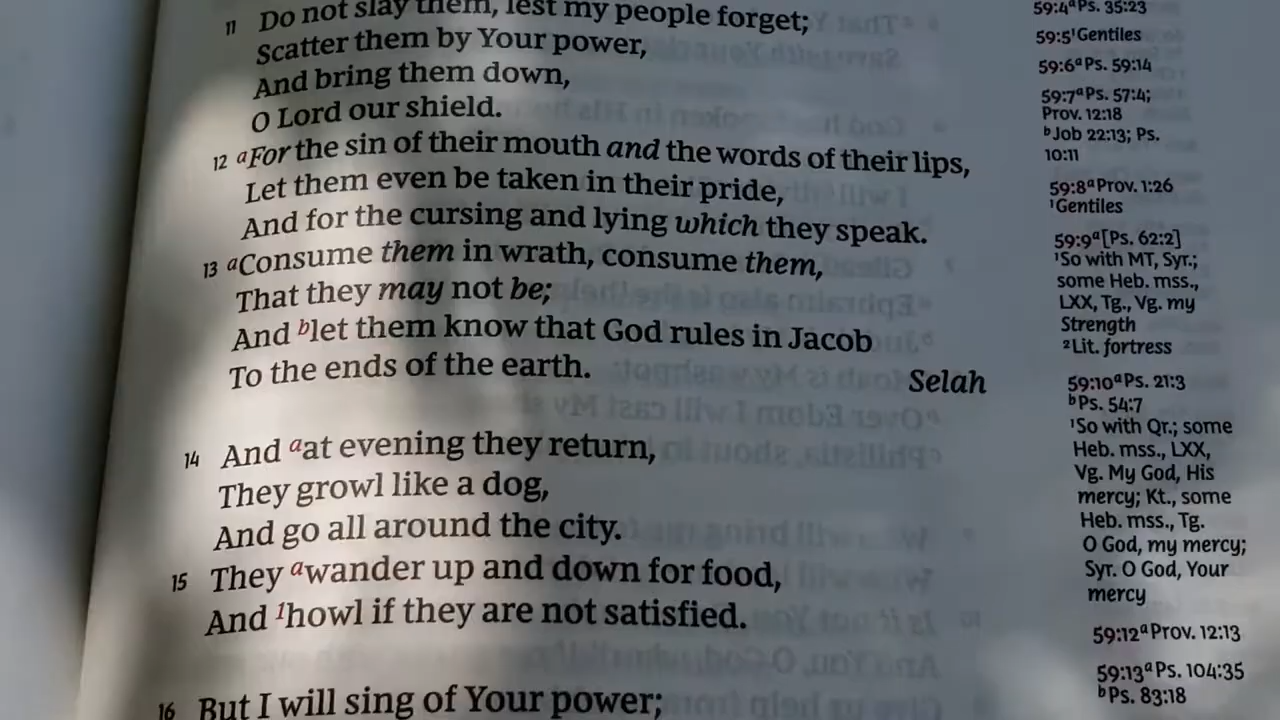 11 Do not slay them, lest my people forget;
Scatter them by Your power,
And bring them down,
O Lord our shield.
12 aFor the sin of their mouth and the words of their lips,
Let them even be taken in their pride,
And for the cursing and lying which they speak.
13 aConsume them in wrath, consume them,
That they may not be;
And blet them know that God rules in Jacob
To the ends of the earth. Selah
14 And aat evening they return,
They growl like a dog,
And go all around the city.
15 They awander up and down for food,
And 1howl if they are not satisfied.
16 But I will sing of Your power;
59:4aPs. 35:23
59:51Gentiles
59:6aPs. 59:14
59:7aPs. 57:4;
Prov. 12:18
bJob 22:13; Ps.
10:11
59:8aProv. 1:26
1Gentiles
59:9a[Ps. 62:2]
1So with MT, Syr.;
some Heb. mss.,
LXX, Tg., Vg. my
Strength
2Lit. fortress
59:10aPs. 21:3
bPs. 54:7
1So with Qr.; some
Heb. mss., LXX,
Vg. My God, His
mercy; Kt., some
Heb. mss., Tg.
O God, my mercy;
Syr. O God, Your
mercy
59:12aProv. 12:13
59:13aPs. 104:35
bPs. 83:18